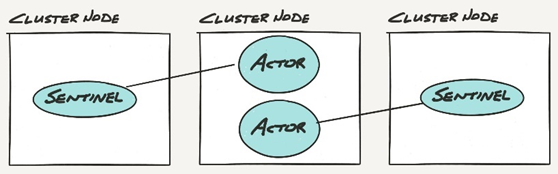 CLUSTER NODE
CLUSTER NODE
CLUSTER NODE
SENTINEL
ACTOR
ACTOR
SENTINEL